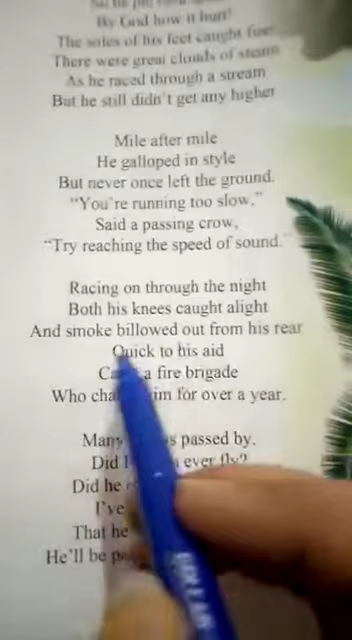 By God how it hurt!
The soles of his feet caught fire
There were great clouds of steam
As he raced through a stream
But he still didn't get any higher
Mile after mile
He galloped in style
But never once left the ground.
"You're running too slow,"
Said a passing crow,
"Try reaching the speed of sound."
Racing on through the night
Both his knees caught alight
And smoke billowed out from his rear
Quick to his aid
a fire brigade
Who for over a year.
Many passed by.
Did ever fly?
Did he
I've
That he
He'll be